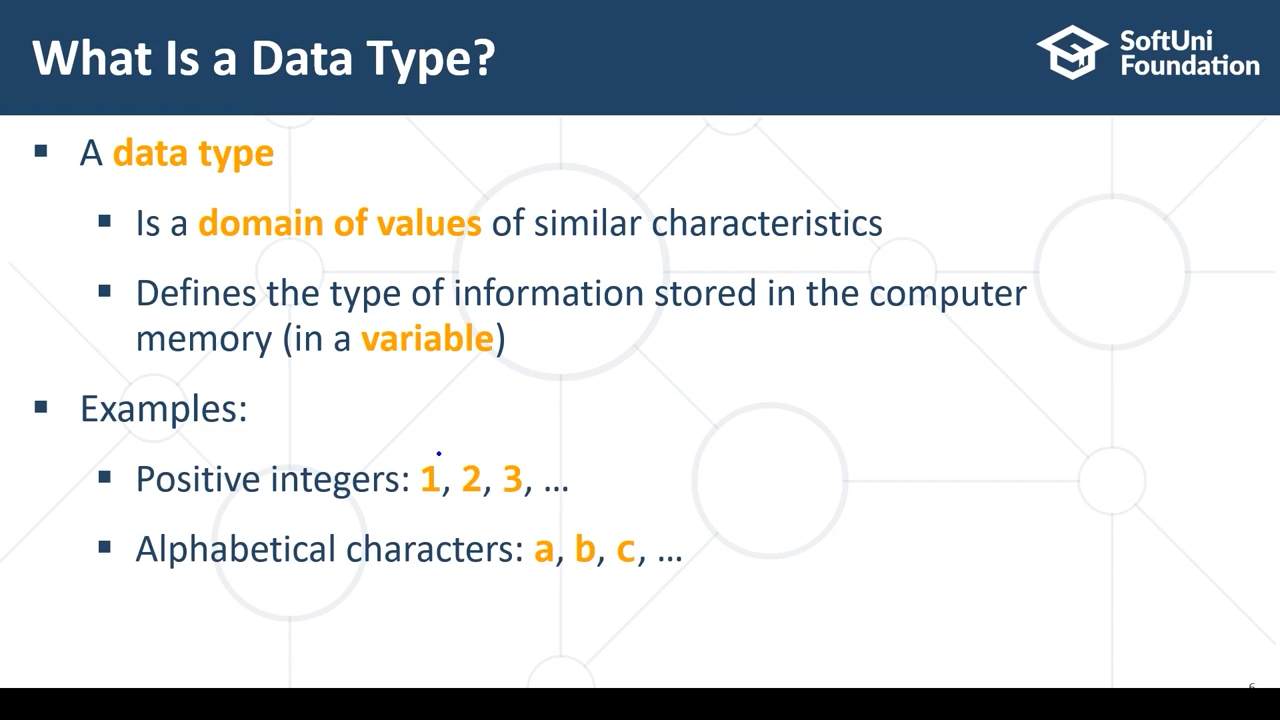 What Is a Data Type?
SoftUni
Foundation
▪ A data type
▪ Is a domain of values of similar characteristics
▪ Defines the type of information stored in the computer
memory (in a variable)
▪ Examples:
▪ Positive integers: 1, 2, 3, …
▪ Alphabetical characters: a, b, c, …
6